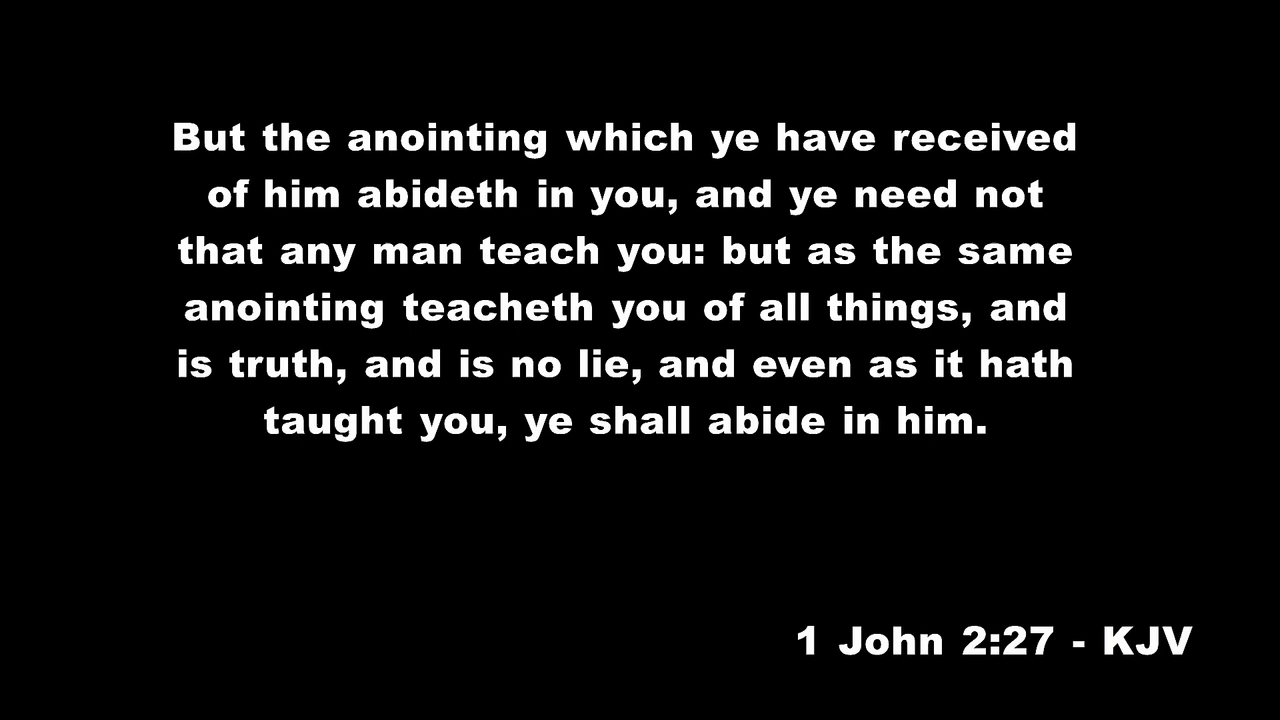 But the anointing which ye have received
of him abideth in you, and ye need not
that any man teach you: but as the same
anointing teacheth you of all things, and
is truth, and is no lie, and even as it hath
taught you, ye shall abide in him.
1 John 2:27 - KJV